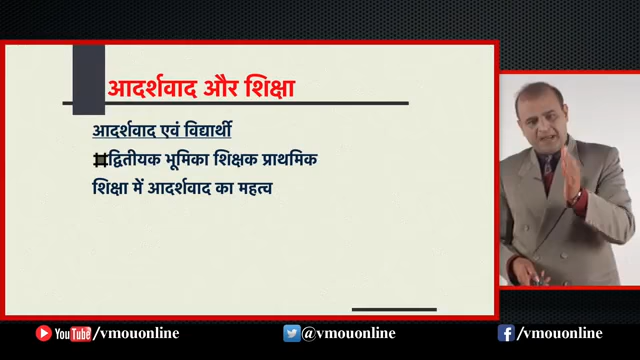 आदर्शवाद और शिक्षा
आदर्शवाद एवं विद्यार्थी
द्वितीयक भूमिका शिक्षक प्राथमिक
शिक्षा में आदर्शवाद का महत्व
YouTube/vmouonline
@vmouonline
f/vmouonline